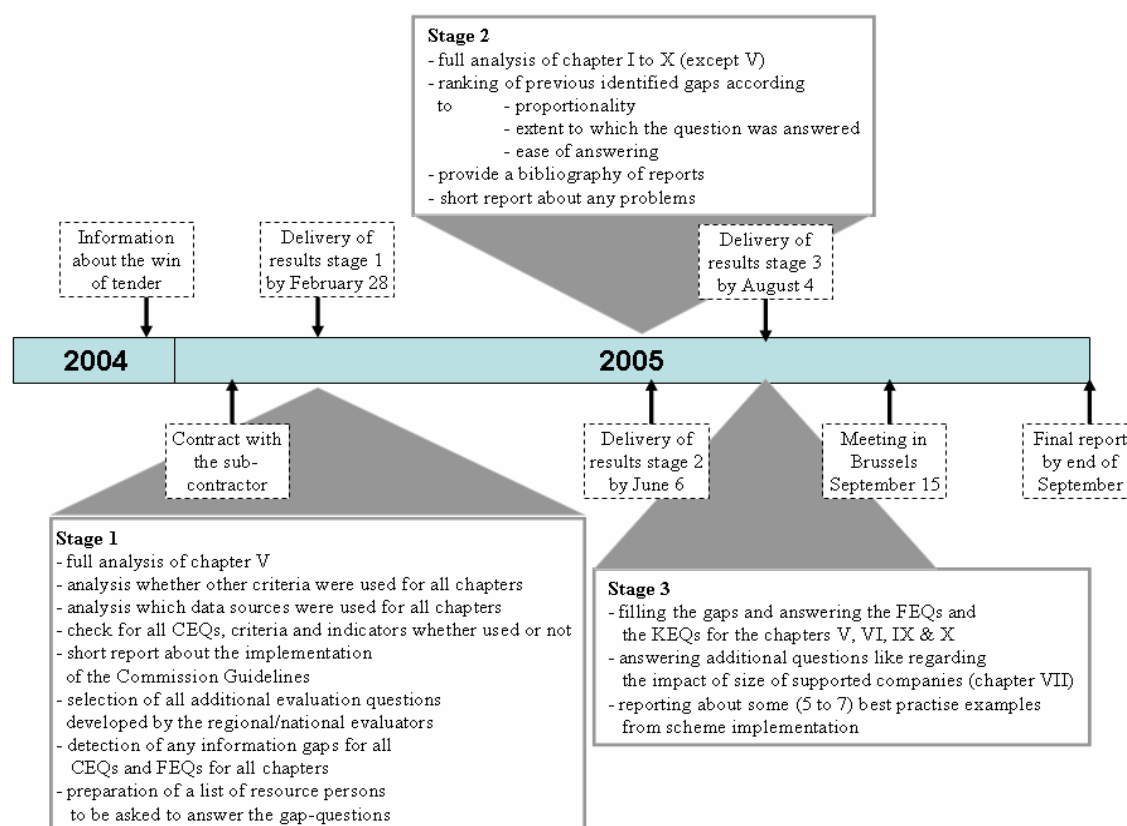 Stage 2
- full analysis of chapter I to X (except V)
- ranking of previous identified gaps according
to - proportionality
- extent to which the question was answered
- ease of answering
- provide a bibliography of reports
- short report about any problems
Information
about the win
of tender
Delivery of
results stage 1
by February 28
Delivery of
results stage 3
by August 4
2004
2005
Contract with
the sub-
contractor
Delivery of
results stage 2
by June 6
Meeting in
Brussels
September 15
Final report
by end of
September
Stage 1
- full analysis of chapter V
- analysis whether other criteria were used for all chapters
- analysis which data sources were used for all chapters
- check for all CEQs, criteria and indicators whether used or not
- short report about the implementation
of the Commission Guidelines
- selection of all additional evaluation questions
developed by the regional/national evaluators
- detection of any information gaps for all
CEQs and FEQs for all chapters
- preparation of a list of resource persons
to be asked to answer the gap-questions
Stage 3
- filling the gaps and answering the FEQs and
the KEQs for the chapters V, VI, IX & X
- answering additional questions like regarding
the impact of size of supported companies (chapter VII)
- reporting about some (5 to 7) best practise examples
from scheme implementation